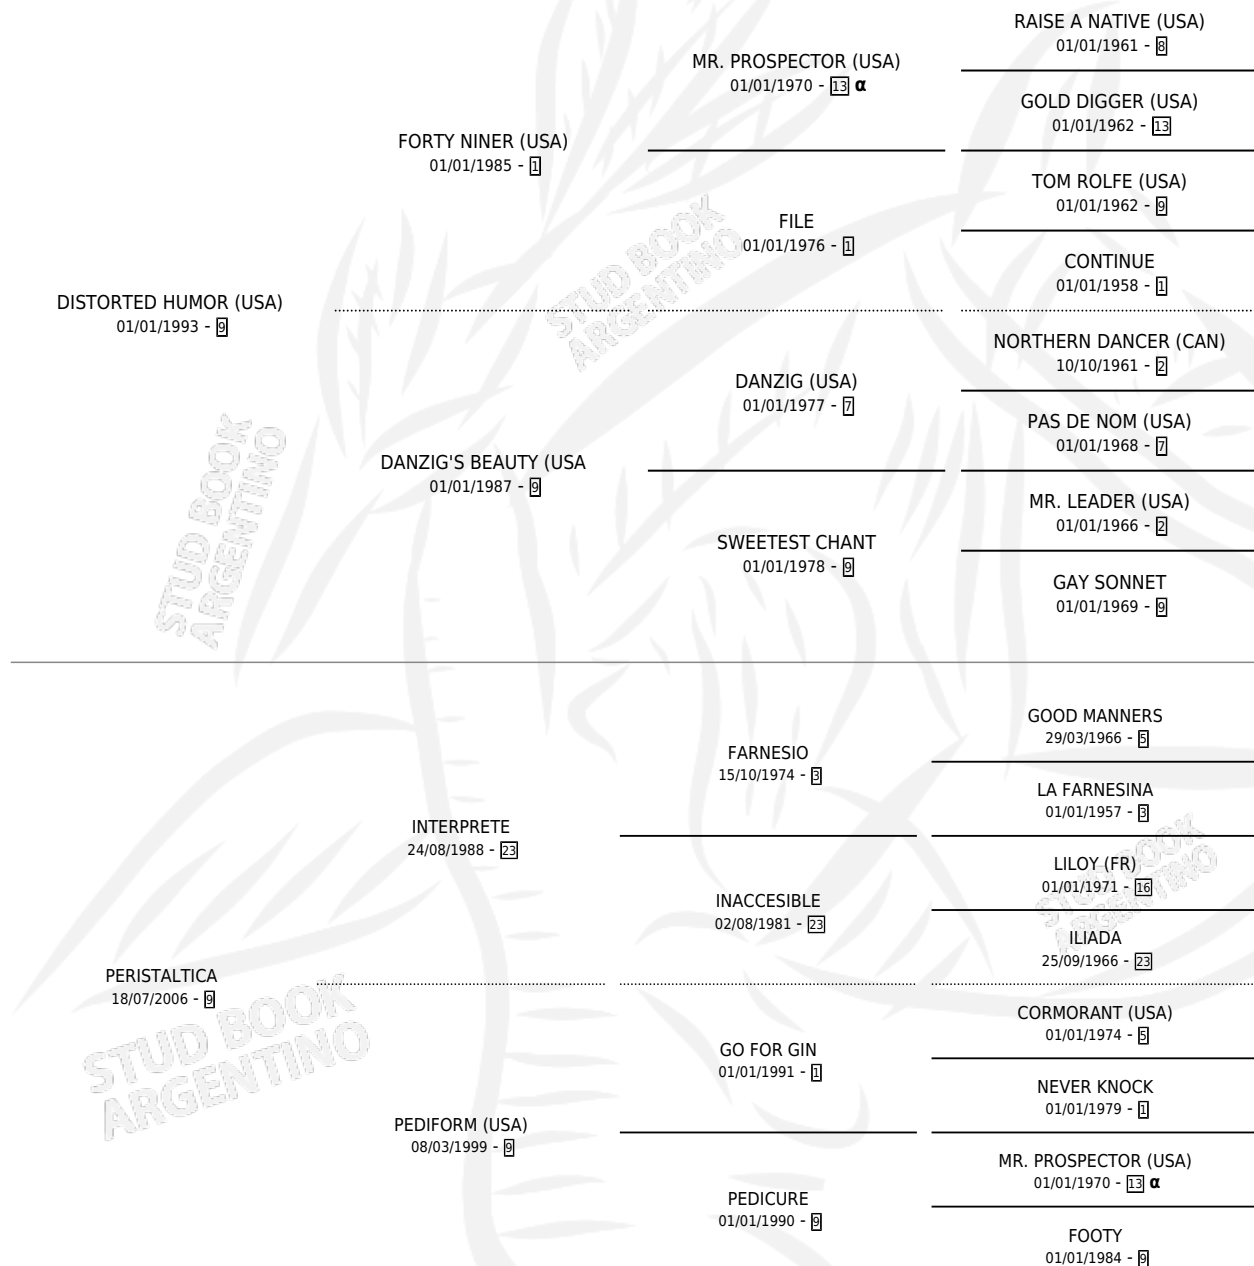 RAISE A NATIVE (USA)
01/01/1961 - 8
MR. PROSPECTOR (USA)
01/01/1970 - 13 α
GOLD DIGGER (USA)
01/01/1962 - 13
FORTY NINER (USA)
01/01/1985 - 1
TOM ROLFE (USA)
01/01/1962 - 9
FILE
01/01/1976 - 1
CONTINUE
01/01/1958 - 1
DISTORTED HUMOR (USA)
01/01/1993 - 9
NORTHERN DANCER (CAN)
10/10/1961 - 2
DANZIG (USA)
01/01/1977 - 7
PAS DE NOM (USA)
01/01/1968 - 7
DANZIG'S BEAUTY (USA
01/01/1987 - 9
MR. LEADER (USA)
01/01/1966 - 2
SWEETEST CHANT
01/01/1978 - 9
GAY SONNET
01/01/1969 - 9
STUD BOOK
ARGENTINO
STUD BOOK
ARGENTINO
GOOD MANNERS
29/03/1966 - 5
FARNESIO
15/10/1974 - 3
LA FARNESINA
01/01/1957 - 3
INTERPRETE
24/08/1988 - 23
LILOY (FR)
01/01/1971 - 16
INACCESIBLE
02/08/1981 - 23
ILIADA
25/09/1966 - 23
PERISTALTICA
18/07/2006 - 9
CORMORANT (USA)
01/01/1974 - 5
GO FOR GIN
01/01/1991 - 1
NEVER KNOCK
01/01/1979 - 1
PEDIFORM (USA)
08/03/1999 - 9
MR. PROSPECTOR (USA)
01/01/1970 - 13 α
PEDICURE
01/01/1990 - 9
FOOTY
01/01/1984 - 9
STUD BOOK
ARGENTINO
STUD BOOK
ARGENTINO